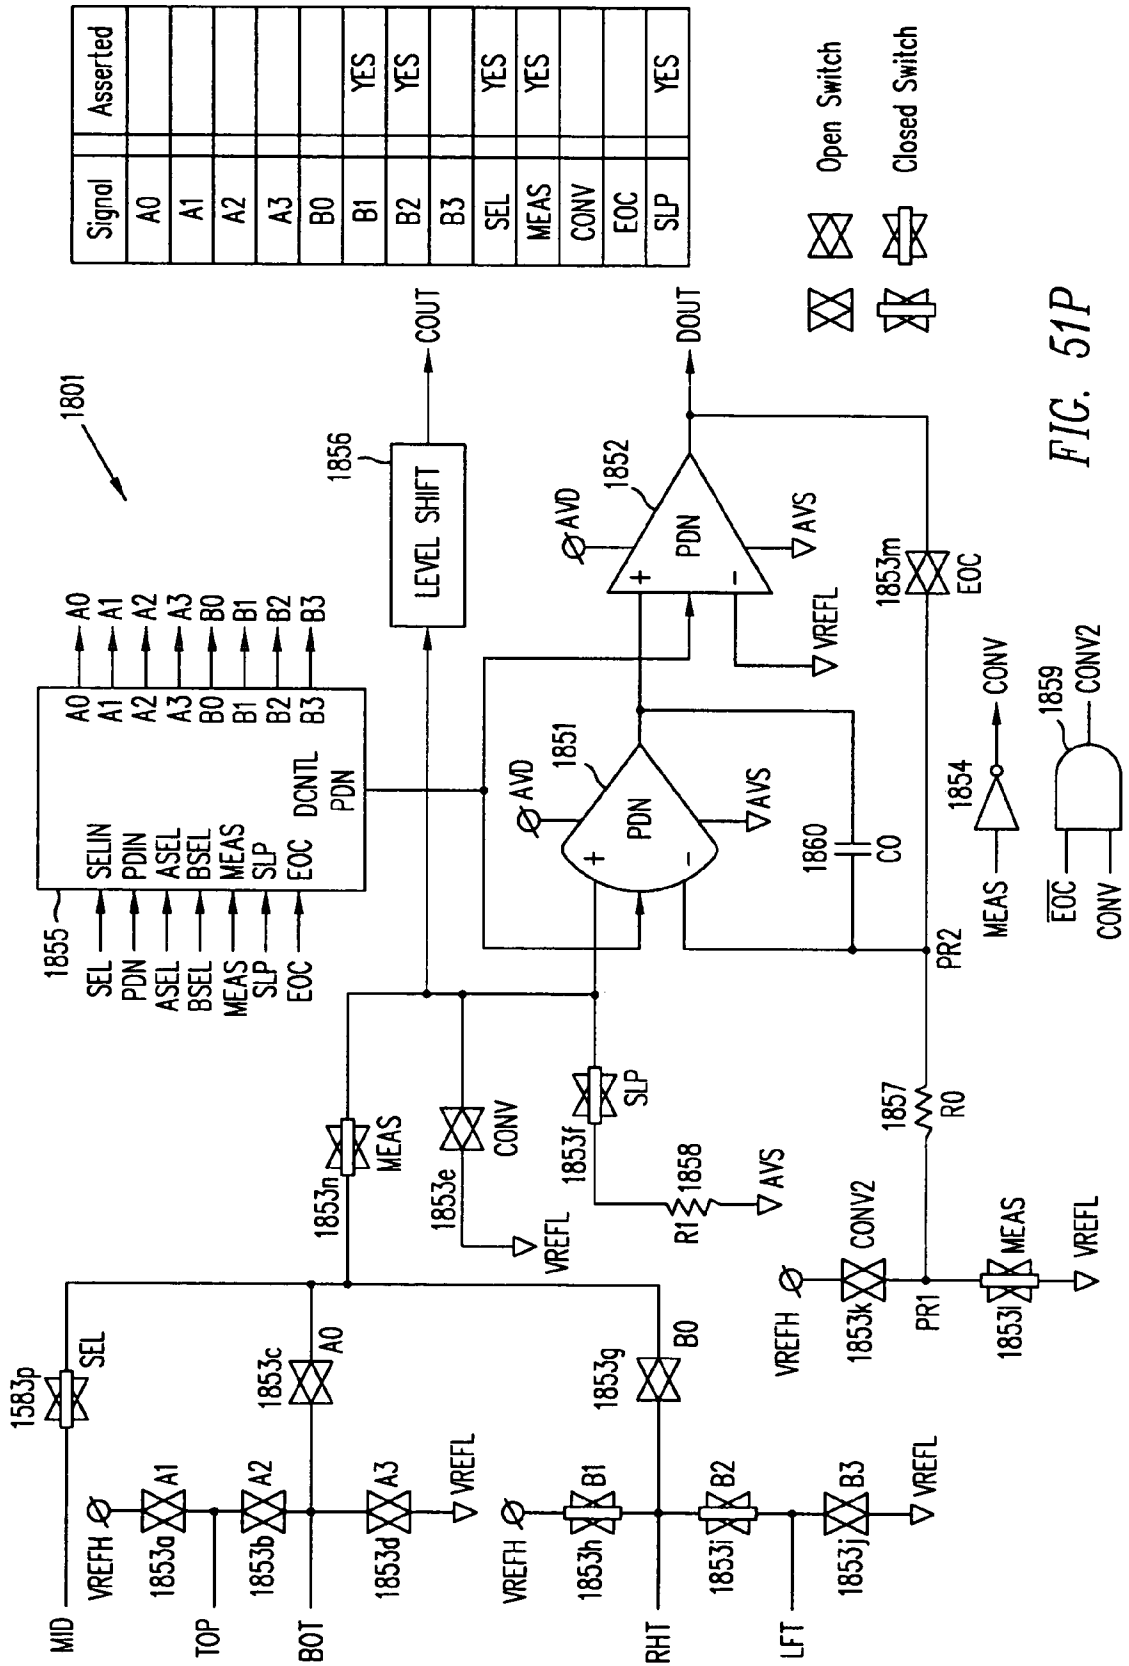 1801
Signal Asserted
A0
A1
A2
A3
B0
B1 YES
B2 YES
B3
SEL YES
MEAS YES
CONV
EOC
SLP YES
Open Switch
Closed Switch
1855
SEL SELIN
PDN PDIN
ASEL ASEL
BSEL BSEL
MEAS MEAS
SLP SLP
EOC EOC
DCNTL
PDN
A0 A0
A1 A1
A2 A2
A3 A3
B0 B0
B1 B1
B2 B2
B3 B3
1856
LEVEL SHIFT
COUT
MID
1583p
SEL
VREFH
1853a
A1
TOP
1853b
A2
BOT
1853c
A0
1853d
A3
VREFL
VREFH
1853h
B1
RHT
1853g
B0
1853i
B2
LFT
1853j
B3
VREFL
1853n
MEAS
1853e
CONV
VREFL
1853f
SLP
R1
1858
AVS
AVD
1851
+
PDN
-
AVS
1860
CO
AVD
1852
+
PDN
-
AVS
VREFL
DOUT
VREFH
1853k
CONV2
PR1
1853l
MEAS
VREFL
1857
R0
PR2
1853m
EOC
MEAS
1854
CONV
EOC
CONV
1859
CONV2
FIG. 51P